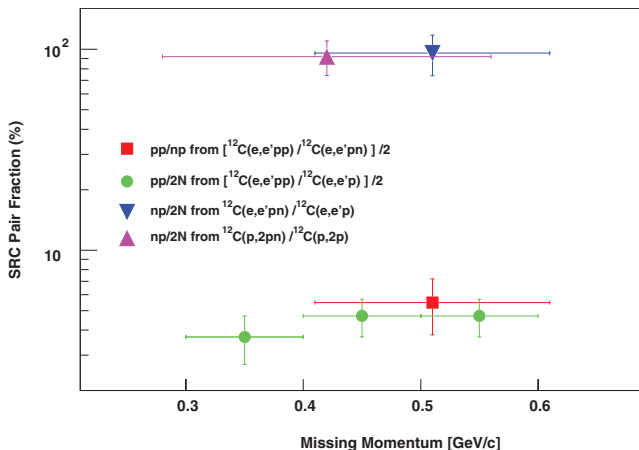 SRC Pair Fraction (%)
10²
10
pp/np from [¹²C(e,e'pp) /¹²C(e,e'pn) ] /2
pp/2N from [¹²C(e,e'pp) /¹²C(e,e'p) ] /2
np/2N from ¹²C(e,e'pn) /¹²C(e,e'p)
np/2N from ¹²C(p,2pn) /¹²C(p,2p)
0.3 0.4 0.5 0.6
Missing Momentum [GeV/c]